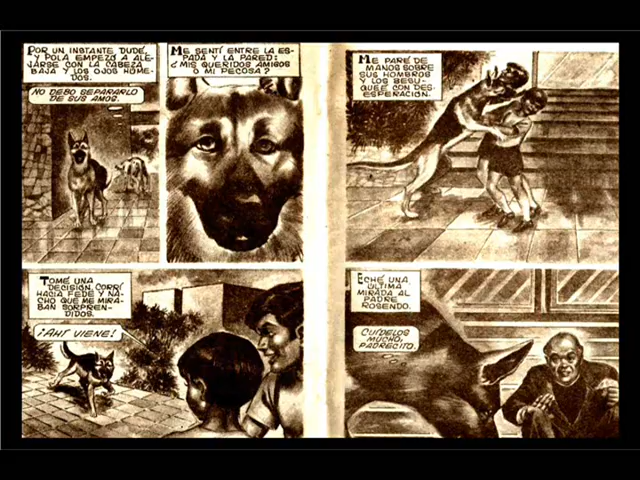 POR UN INSTANTE DUDÉ,
Y POLA EMPEZÓ A ALE-
JARSE CON LA CABEZA
BAJA Y LOS OJOS HÚME-
DOS.
NO DEBO SEPARARLO
DE SUS AMOS.
ME SENTÍ ENTRE LA ES-
PADA Y LA PARED:
¿MIS QUERIDOS AMIGOS
O MI PECOSA?
TOMÉ UNA
DECISIÓN. CORRÍ
HACIA FEDE Y NA-
CHO QUE ME MIRA-
BAN SORPREN-
DIDOS.
¡AHÍ VIENE!
ME PARÉ DE
MANOS SOBRE
SUS HOMBROS
Y LOS BESU-
QUEÉ CON DES-
ESPERACIÓN.
ECHÉ UNA
ÚLTIMA
MIRADA AL
PADRE
ROSENDO.
CUÍDELOS
MUCHO,
PADRECITO.